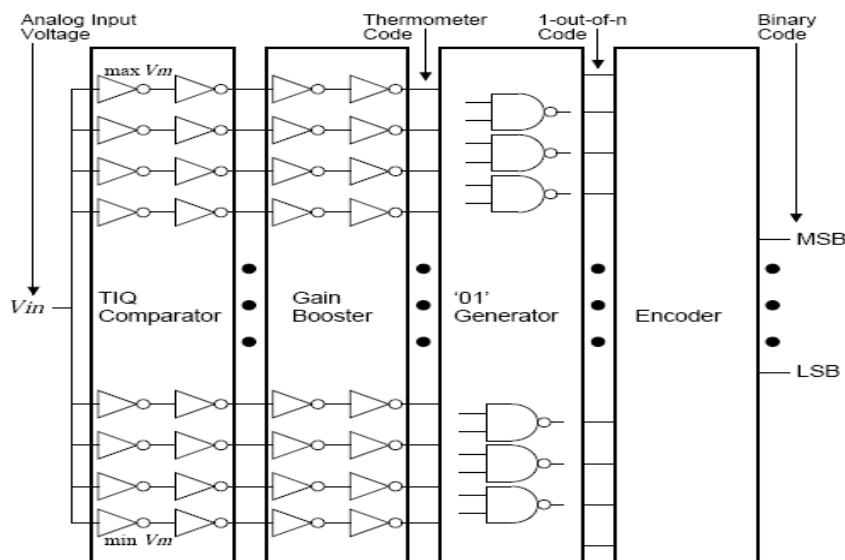 Analog Input
Voltage
Thermometer
Code
1-out-of-n
Code
Binary
Code
max Vm
MSB
Vin
TIQ
Comparator
Gain
Booster
‘01’
Generator
Encoder
LSB
min Vm